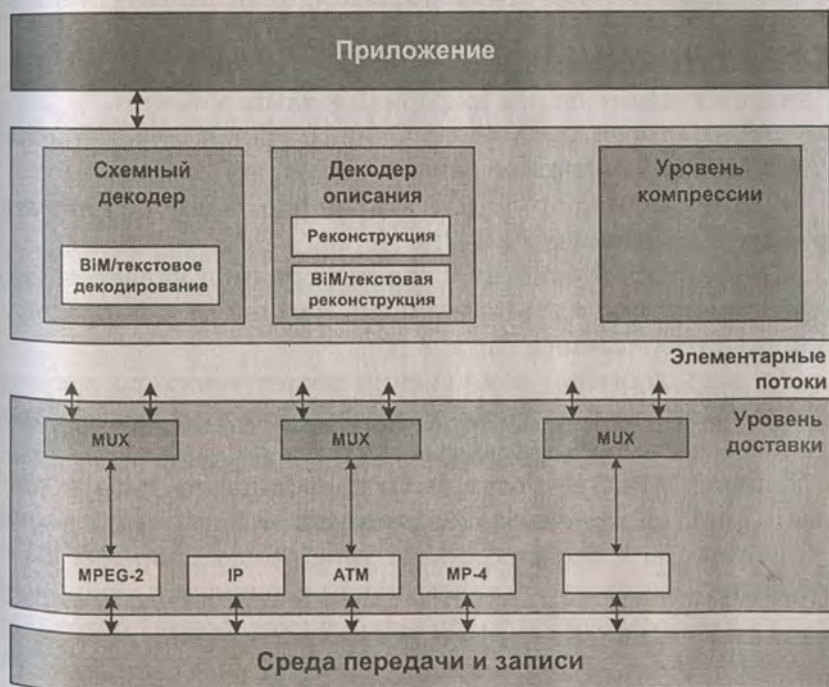 Приложение
Схемный
декодер
BiM/текстовое
декодирование
Декодер
описания
Реконструкция
BiM/текстовая
реконструкция
Уровень
компрессии
Элементарные
потоки
Уровень
доставки
MUX
MUX
MUX
MPEG-2
IP
ATM
MP-4
Среда передачи и записи